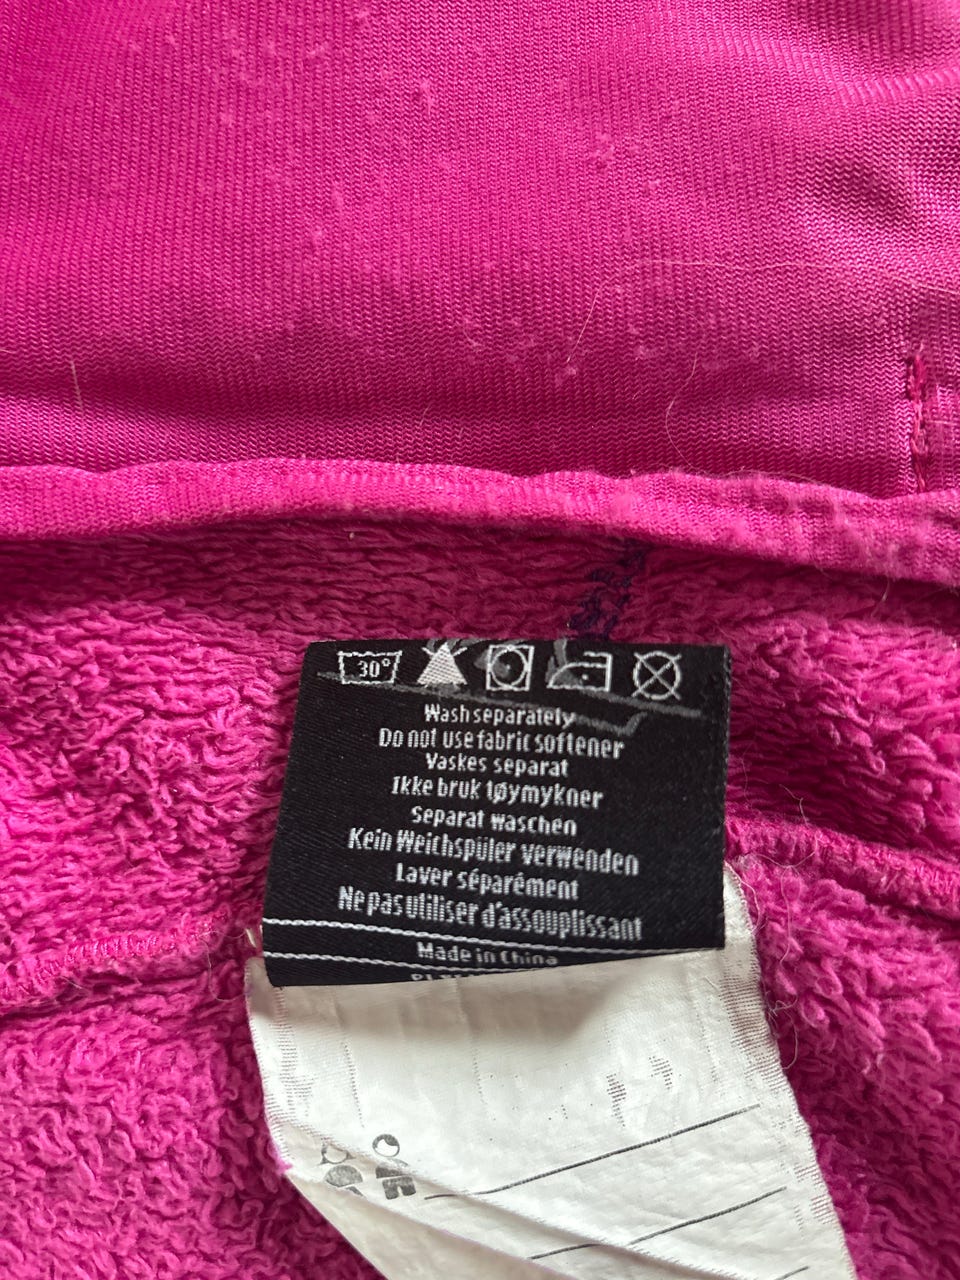 30°
Wash separately
Do not use fabric softener
Vaskes separat
Ikke bruk tøymykner
Separat waschen
Kein Weichspüler verwenden
Laver séparément
Ne pas utiliser d'assouplissant
Made in China